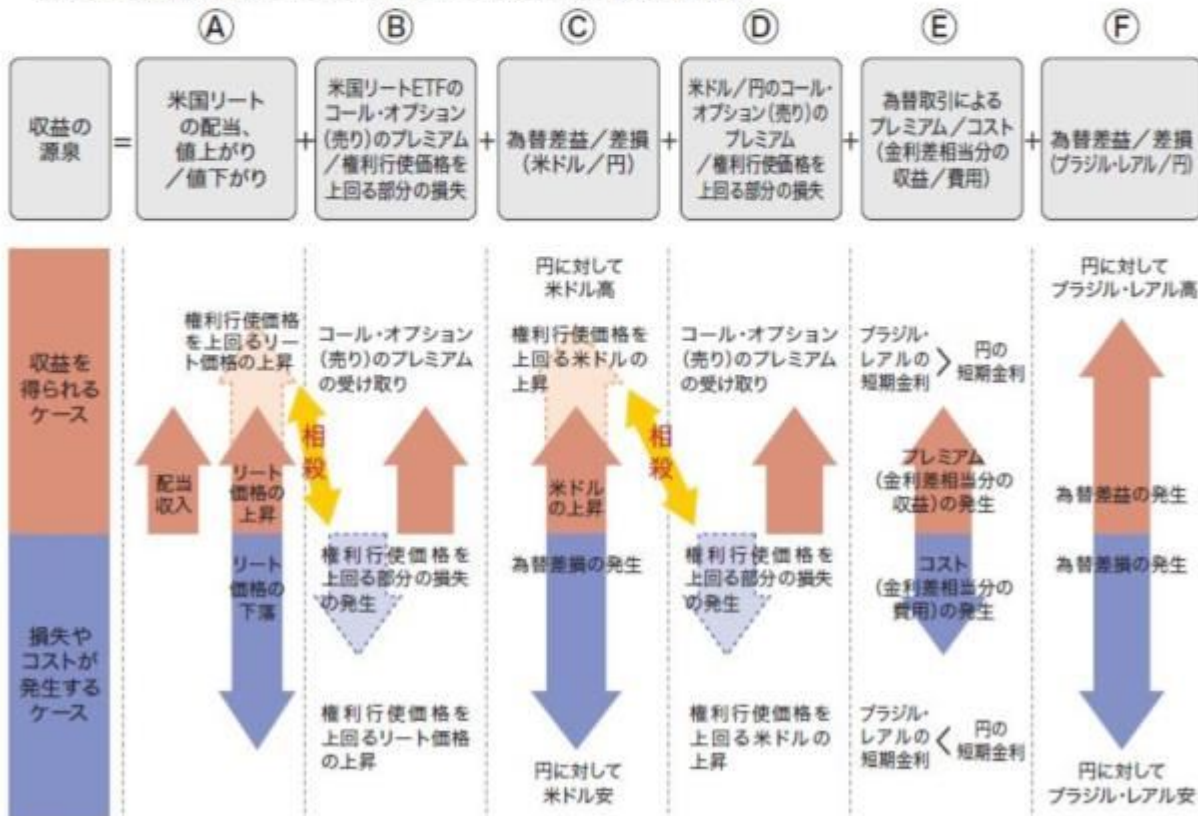 Ⓐ
Ⓑ
Ⓒ
Ⓓ
Ⓔ
Ⓕ
収益の
源泉
=
米国リート
の配当、
値上がり
／値下がり
+
米国リートETFの
コール・オプション
(売り)のプレミアム
／権利行使価格を
上回る部分の損失
+
為替差益／差損
(米ドル／円)
+
米ドル／円のコール・
オプション(売り)の
プレミアム
／権利行使価格を
上回る部分の損失
+
為替取引による
プレミアム／コスト
(金利差相当分の
収益／費用)
+
為替差益／差損
(ブラジル・レアル／円)
収益を
得られる
ケース
権利行使価格
を上回るリー
ト価格の上昇
配当
収入
リート
価格の
上昇
相殺
コール・オプション
(売り)のプレミアム
の受け取り
円に対して
米ドル高
権利行使価格を
上回る米ドルの
上昇
米ドル
の上昇
相殺
コール・オプション
(売り)のプレミアム
の受け取り
ブラジル・
レアルの
短期金利
>
円の
短期金利
プレミアム
(金利差相当分の
収益)の発生
円に対して
ブラジル・レアル高
為替差益の発生
損失や
コストが
発生する
ケース
リート
価格の
下落
権利行使価格を
上回る部分の損失
の発生
権利行使価格を
上回るリート価格
の上昇
為替差損の発生
円に対して
米ドル安
権利行使価格を
上回る部分の損失
の発生
権利行使価格を
上回る米ドルの
上昇
コスト
(金利差相当分の
費用)の発生
ブラジル・
レアルの
短期金利
<
円の
短期金利
為替差損の発生
円に対して
ブラジル・レアル安